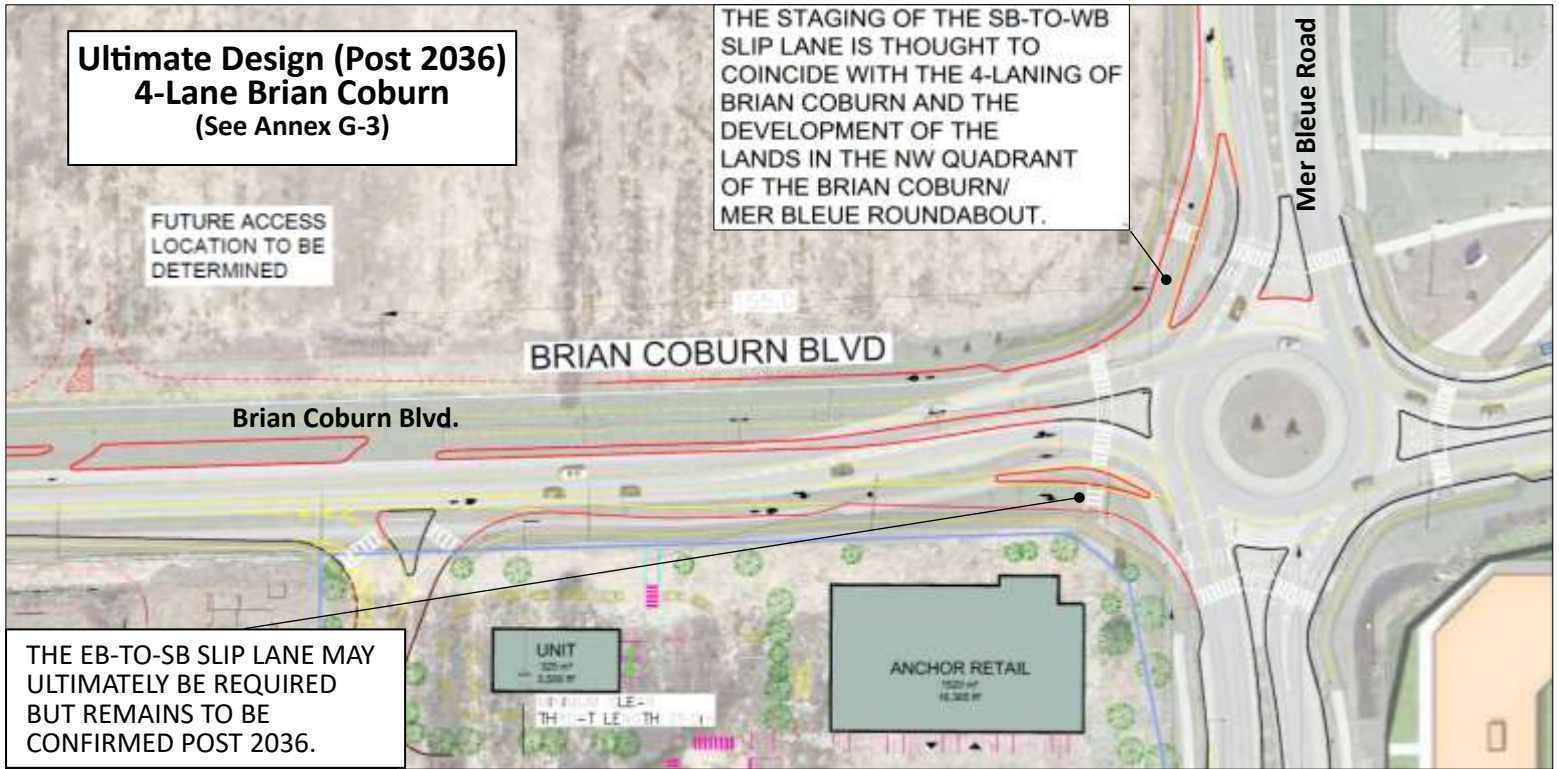 Ultimate Design (Post 2036)
4-Lane Brian Coburn
(See Annex G-3)
THE STAGING OF THE SB-TO-WB
SLIP LANE IS THOUGHT TO
COINCIDE WITH THE 4-LANING OF
BRIAN COBURN AND THE
DEVELOPMENT OF THE
LANDS IN THE NW QUADRANT
OF THE BRIAN COBURN/
MER BLEUE ROUNDABOUT.
Mer Bleue Road
FUTURE ACCESS
LOCATION TO BE
DETERMINED
155.0
BRIAN COBURN BLVD
Brian Coburn Blvd.
UNIT
ANCHOR RETAIL
THE EB-TO-SB SLIP LANE MAY
ULTIMATELY BE REQUIRED
BUT REMAINS TO BE
CONFIRMED POST 2036.